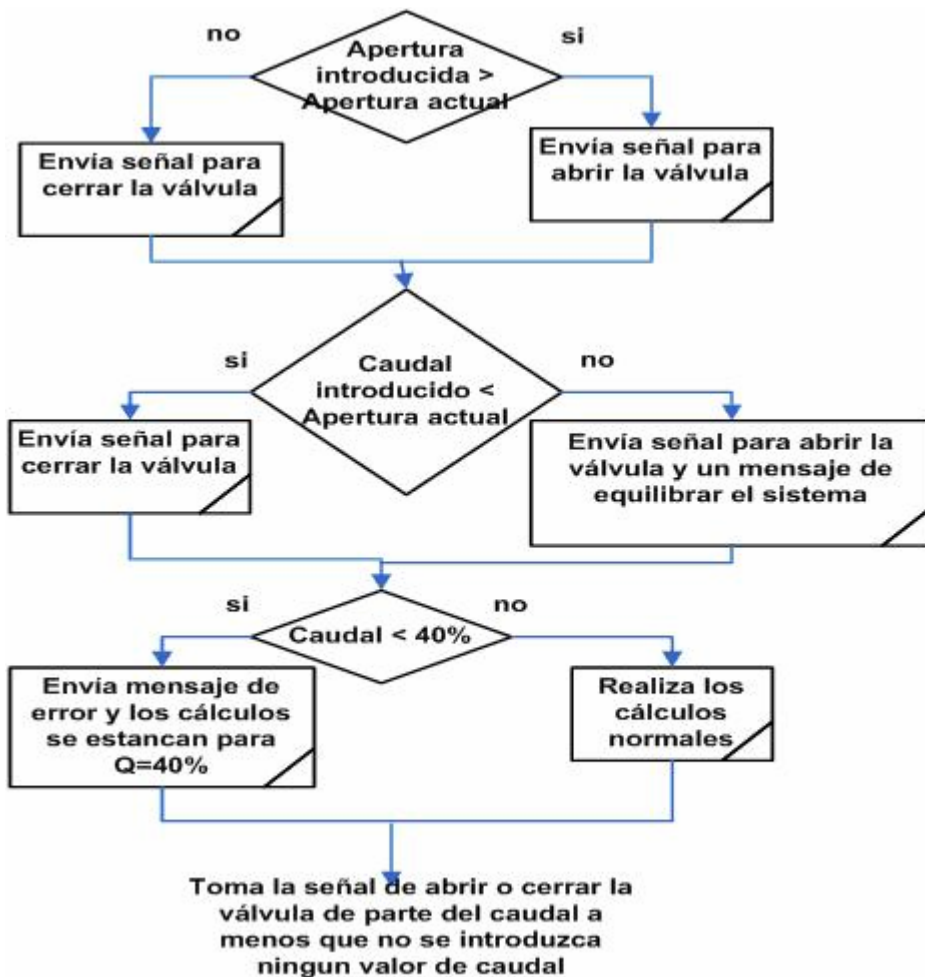 no
Apertura
introducida >
Apertura actual
si
Envía señal para
cerrar la válvula
Envía señal para
abrir la válvula
si
Caudal
introducido <
Apertura actual
no
Envía señal para
cerrar la válvula
Envía señal para abrir la
válvula y un mensaje de
equilibrar el sistema
si
Caudal < 40%
no
Envía mensaje de
error y los cálculos
se estancan para
Q=40%
Realiza los
cálculos
normales
Toma la señal de abrir o cerrar la
válvula de parte del caudal a
menos que no se introduzca
ningun valor de caudal